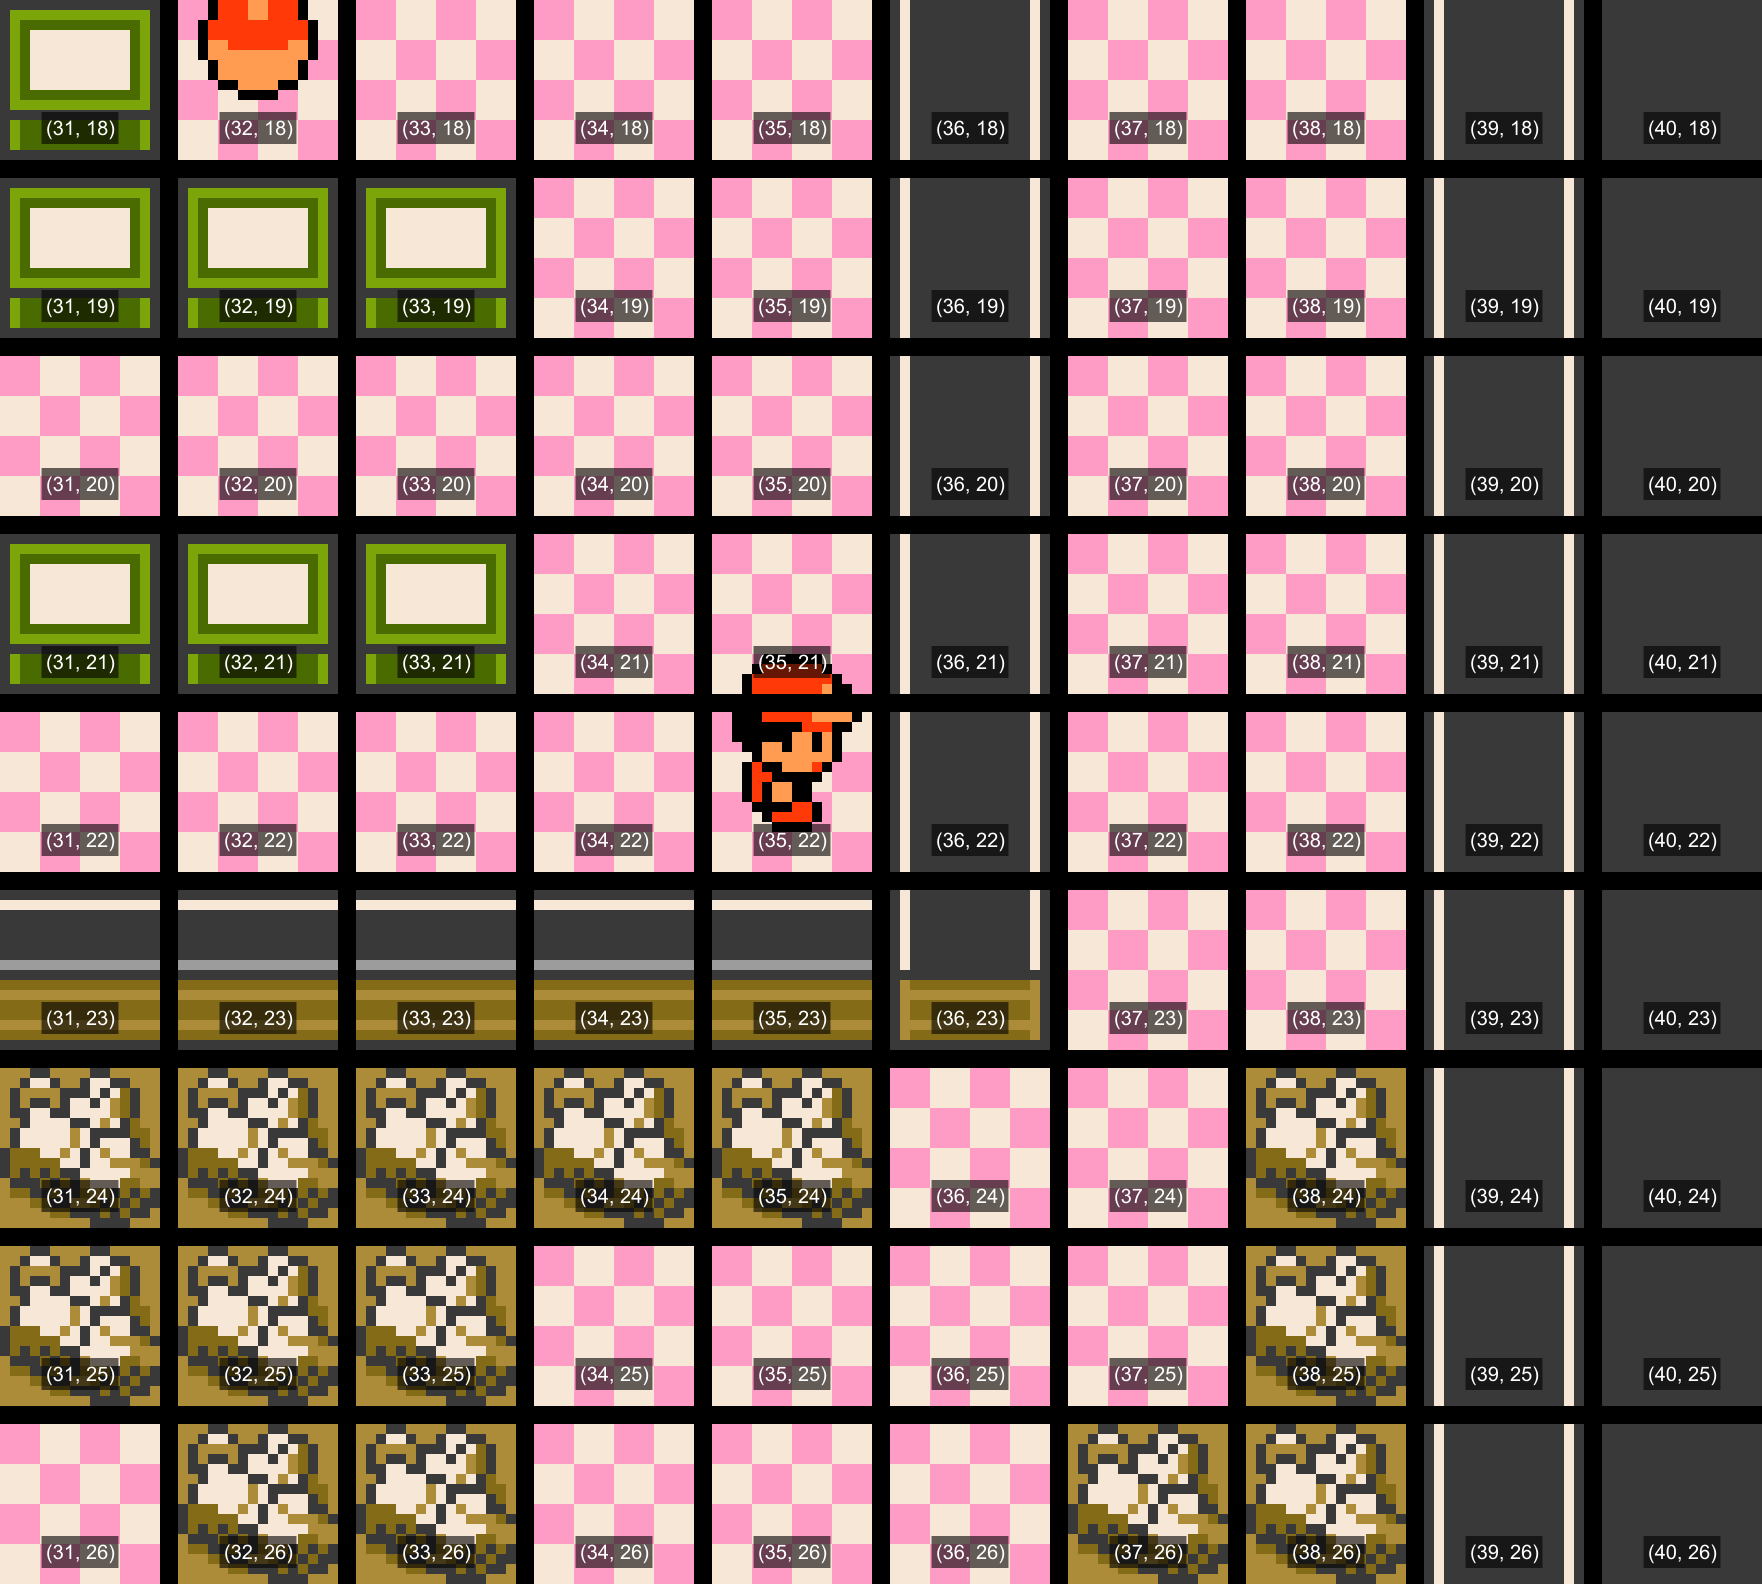 (31, 18) (32, 18) (33, 18) (34, 18) (35, 18) (36, 18) (37, 18) (38, 18) (39, 18) (40, 18)
(31, 19) (32, 19) (33, 19) (34, 19) (35, 19) (36, 19) (37, 19) (38, 19) (39, 19) (40, 19)
(31, 20) (32, 20) (33, 20) (34, 20) (35, 20) (36, 20) (37, 20) (38, 20) (39, 20) (40, 20)
(31, 21) (32, 21) (33, 21) (34, 21) (35, 21) (36, 21) (37, 21) (38, 21) (39, 21) (40, 21)
(31, 22) (32, 22) (33, 22) (34, 22) (35, 22) (36, 22) (37, 22) (38, 22) (39, 22) (40, 22)
(31, 23) (32, 23) (33, 23) (34, 23) (35, 23) (36, 23) (37, 23) (38, 23) (39, 23) (40, 23)
(31, 24) (32, 24) (33, 24) (34, 24) (35, 24) (36, 24) (37, 24) (38, 24) (39, 24) (40, 24)
(31, 25) (32, 25) (33, 25) (34, 25) (35, 25) (36, 25) (37, 25) (38, 25) (39, 25) (40, 25)
(31, 26) (32, 26) (33, 26) (34, 26) (35, 26) (36, 26) (37, 26) (38, 26) (39, 26) (40, 26)